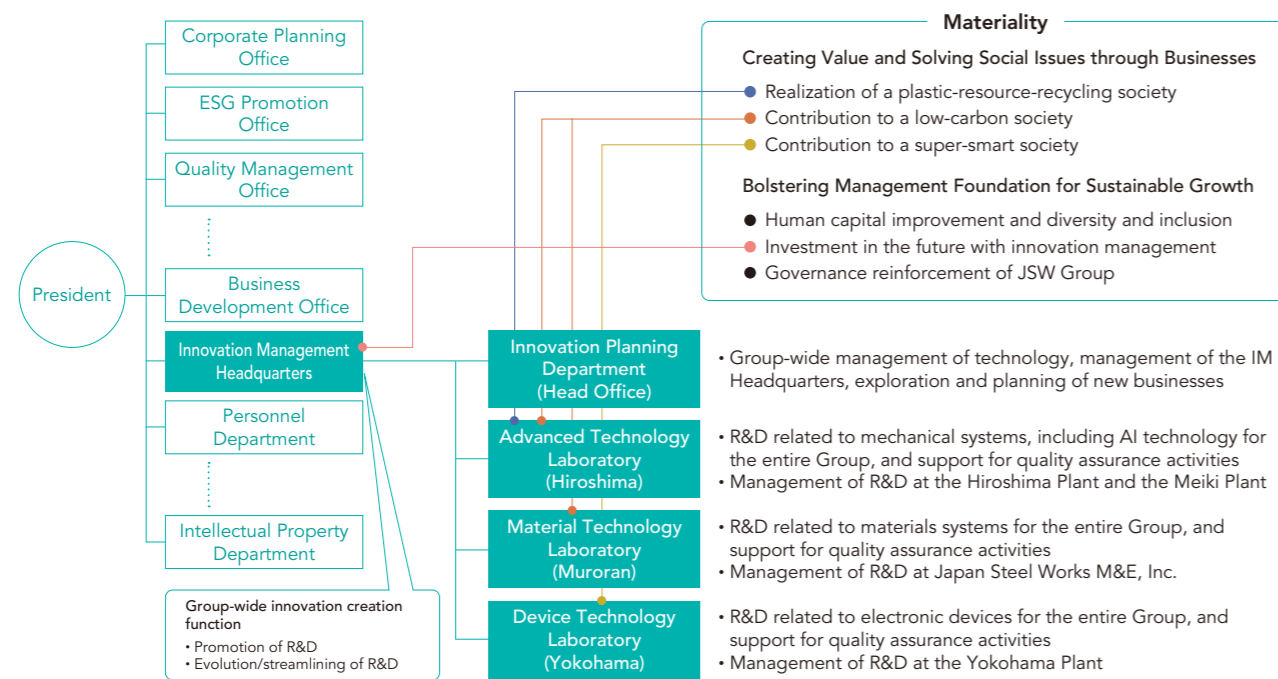 Corporate Planning
Office
ESG Promotion
Office
Quality Management
Office
President
Business
Development Office
Innovation Management
Headquarters
Personnel
Department
Intellectual Property
Department
Group-wide innovation creation
function
• Promotion of R&D
• Evolution/streamlining of R&D
Materiality
Creating Value and Solving Social Issues through Businesses
● Realization of a plastic-resource-recycling society
● Contribution to a low-carbon society
● Contribution to a super-smart society
Bolstering Management Foundation for Sustainable Growth
● Human capital improvement and diversity and inclusion
● Investment in the future with innovation management
● Governance reinforcement of JSW Group
Innovation Planning
Department
(Head Office)
• Group-wide management of technology, management of the IM
Headquarters, exploration and planning of new businesses
Advanced Technology
Laboratory
(Hiroshima)
• R&D related to mechanical systems, including AI technology for
the entire Group, and support for quality assurance activities
• Management of R&D at the Hiroshima Plant and the Meiki Plant
Material Technology
Laboratory
(Muroran)
• R&D related to materials systems for the entire Group, and
support for quality assurance activities
• Management of R&D at Japan Steel Works M&E, Inc.
Device Technology
Laboratory
(Yokohama)
• R&D related to electronic devices for the entire Group, and
support for quality assurance activities
• Management of R&D at the Yokohama Plant